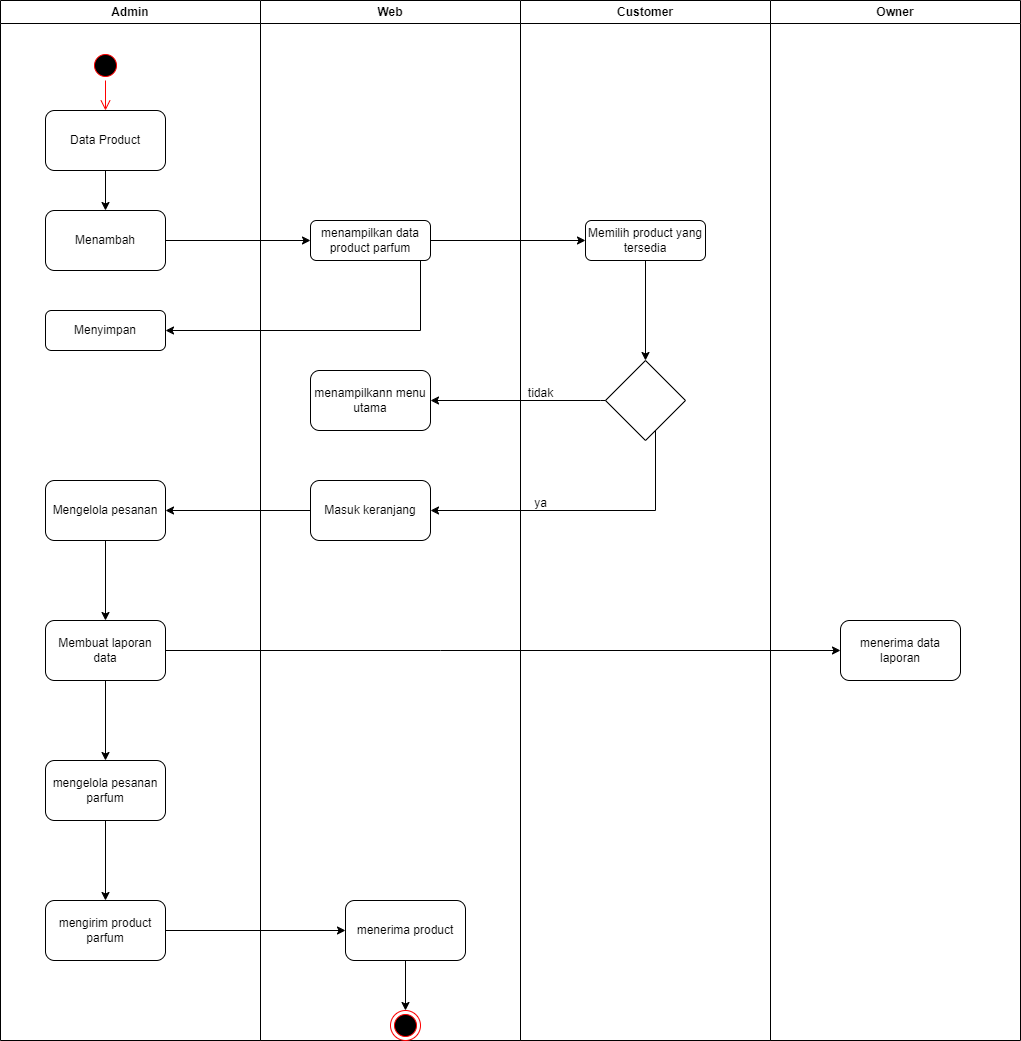 Admin
Web
Customer
Owner
Data Product
Menambah
menampilkan data
product parfum
Memilih product yang
tersedia
Menyimpan
menampilkann menu
utama
tidak
Mengelola pesanan
Masuk keranjang
ya
Membuat laporan
data
menerima data
laporan
mengelola pesanan
parfum
mengirim product
parfum
menerima product